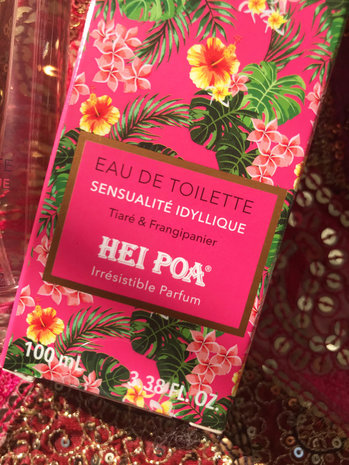 EAU DE TOILETTE
SENSUALITÉ IDYLLIQUE
Tiaré & Frangipanier
HEI POA®
Irrésistible Parfum
100 mL
3.38 FL. OZ.